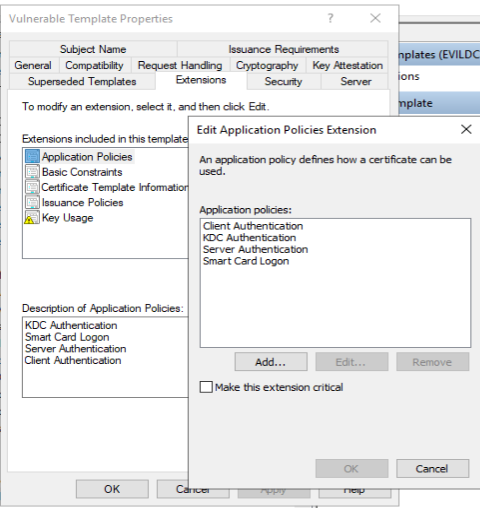 Vulnerable Template Properties
?
Subject Name
Issuance Requirements
General
Compatibility
Request Handling
Cryptography
Key Attestation
Superseded Templates
Extensions
Security
Server
To modify an extension, select it, and then click Edit.
Extensions included in this template
Application Policies
Basic Constraints
Certificate Template Information
Issuance Policies
Key Usage
Description of Application Policies:
KDC Authentication
Smart Card Logon
Server Authentication
Client Authentication
OK
Cancel
Apply
Help
mplates (EVILDC
ions
mplate
Edit Application Policies Extension
An application policy defines how a certificate can be
used.
Application policies:
Client Authentication
KDC Authentication
Server Authentication
Smart Card Logon
Add...
Edit...
Remove
Make this extension critical
OK
Cancel